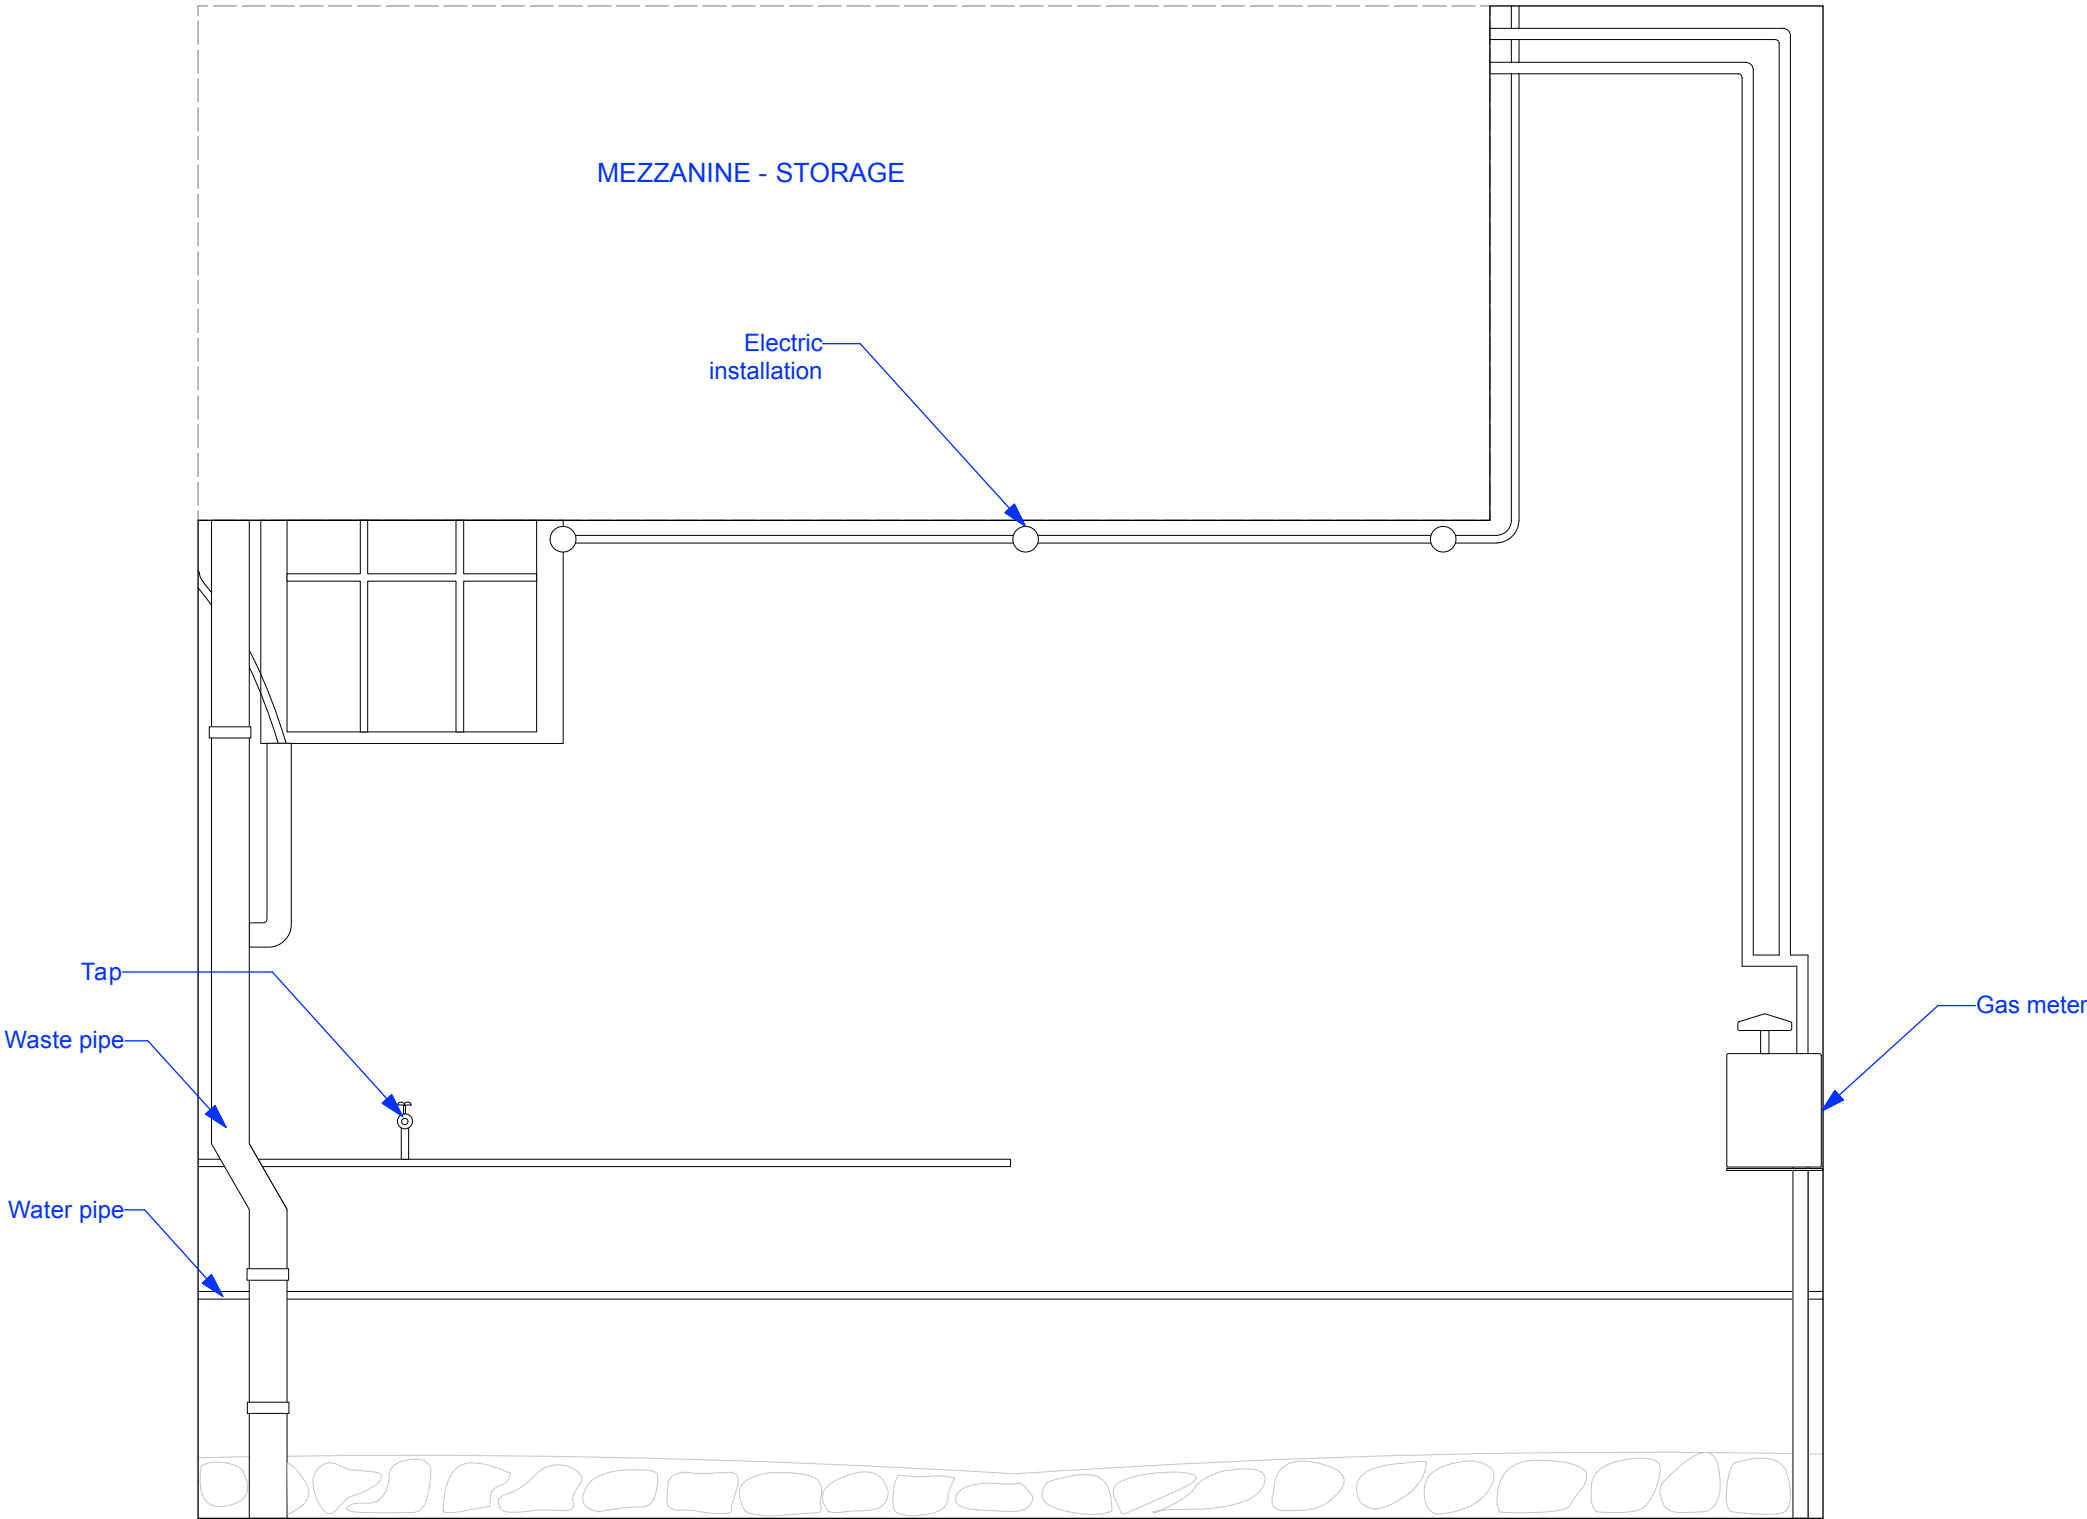 MEZZANINE - STORAGE
Electric
installation
Tap
Gas meter
Waste pipe
Water pipe